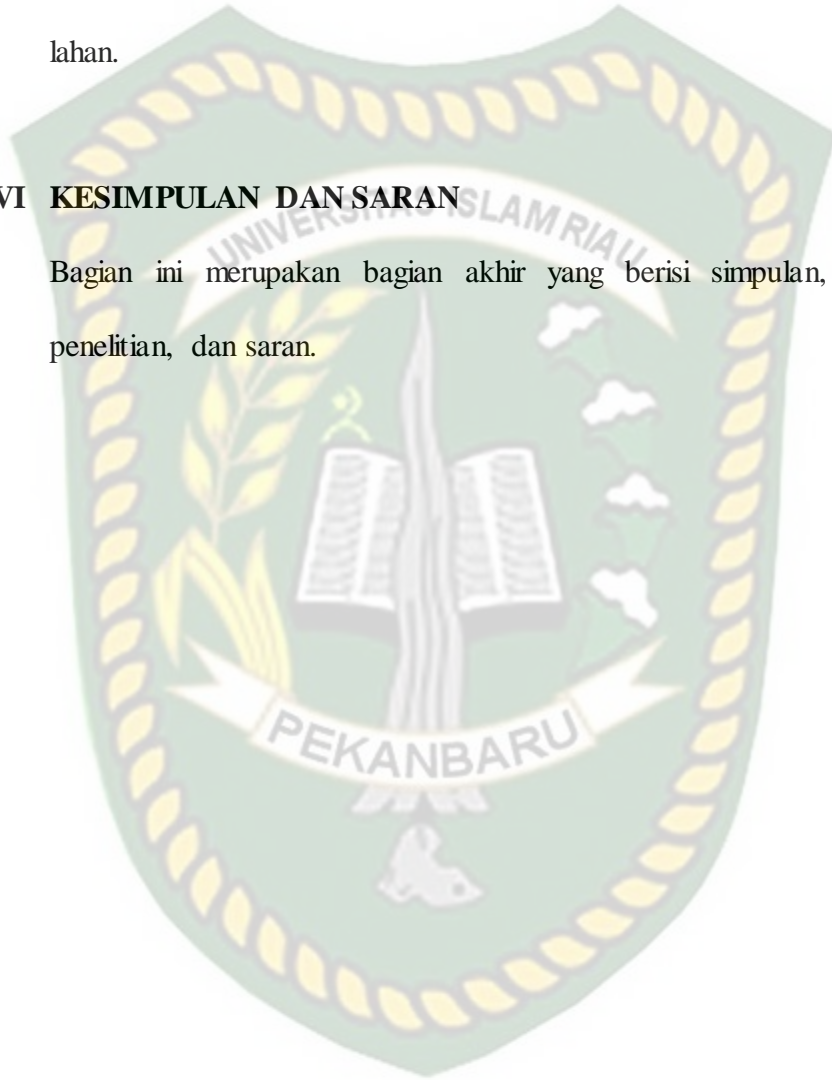 lahan.
VI KESIMPULAN DAN SARAN
UNIVERSITAS ISLAM RIAU
Bagian ini merupakan bagian akhir yang berisi simpulan,
penelitian, dan saran.
PEKANBARU